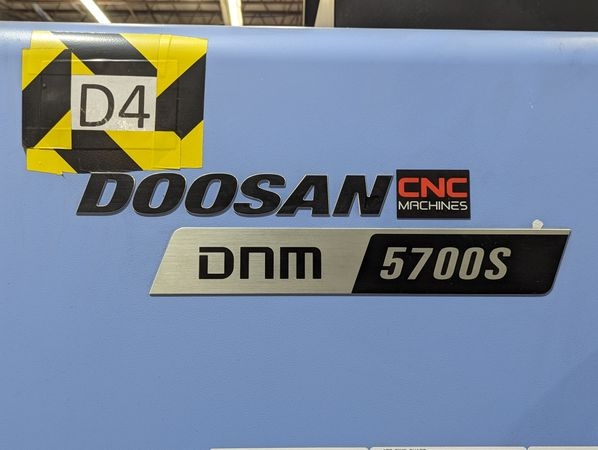 D4
DOOSAN CNC
MACHINES
DNM 5700S